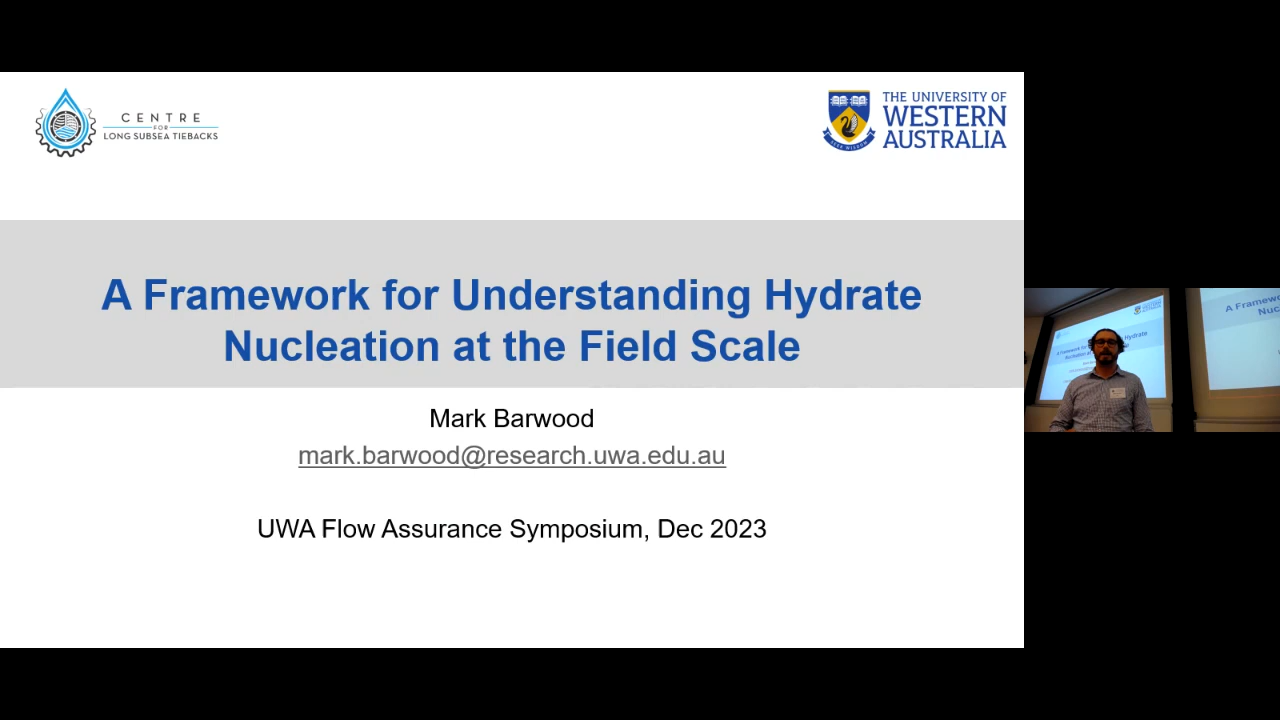 CENTRE
FOR
LONG SUBSEA TIEBACKS
THE UNIVERSITY OF
WESTERN
AUSTRALIA
A Framework for Understanding Hydrate
Nucleation at the Field Scale
Mark Barwood
mark.barwood@research.uwa.edu.au
UWA Flow Assurance Symposium, Dec 2023